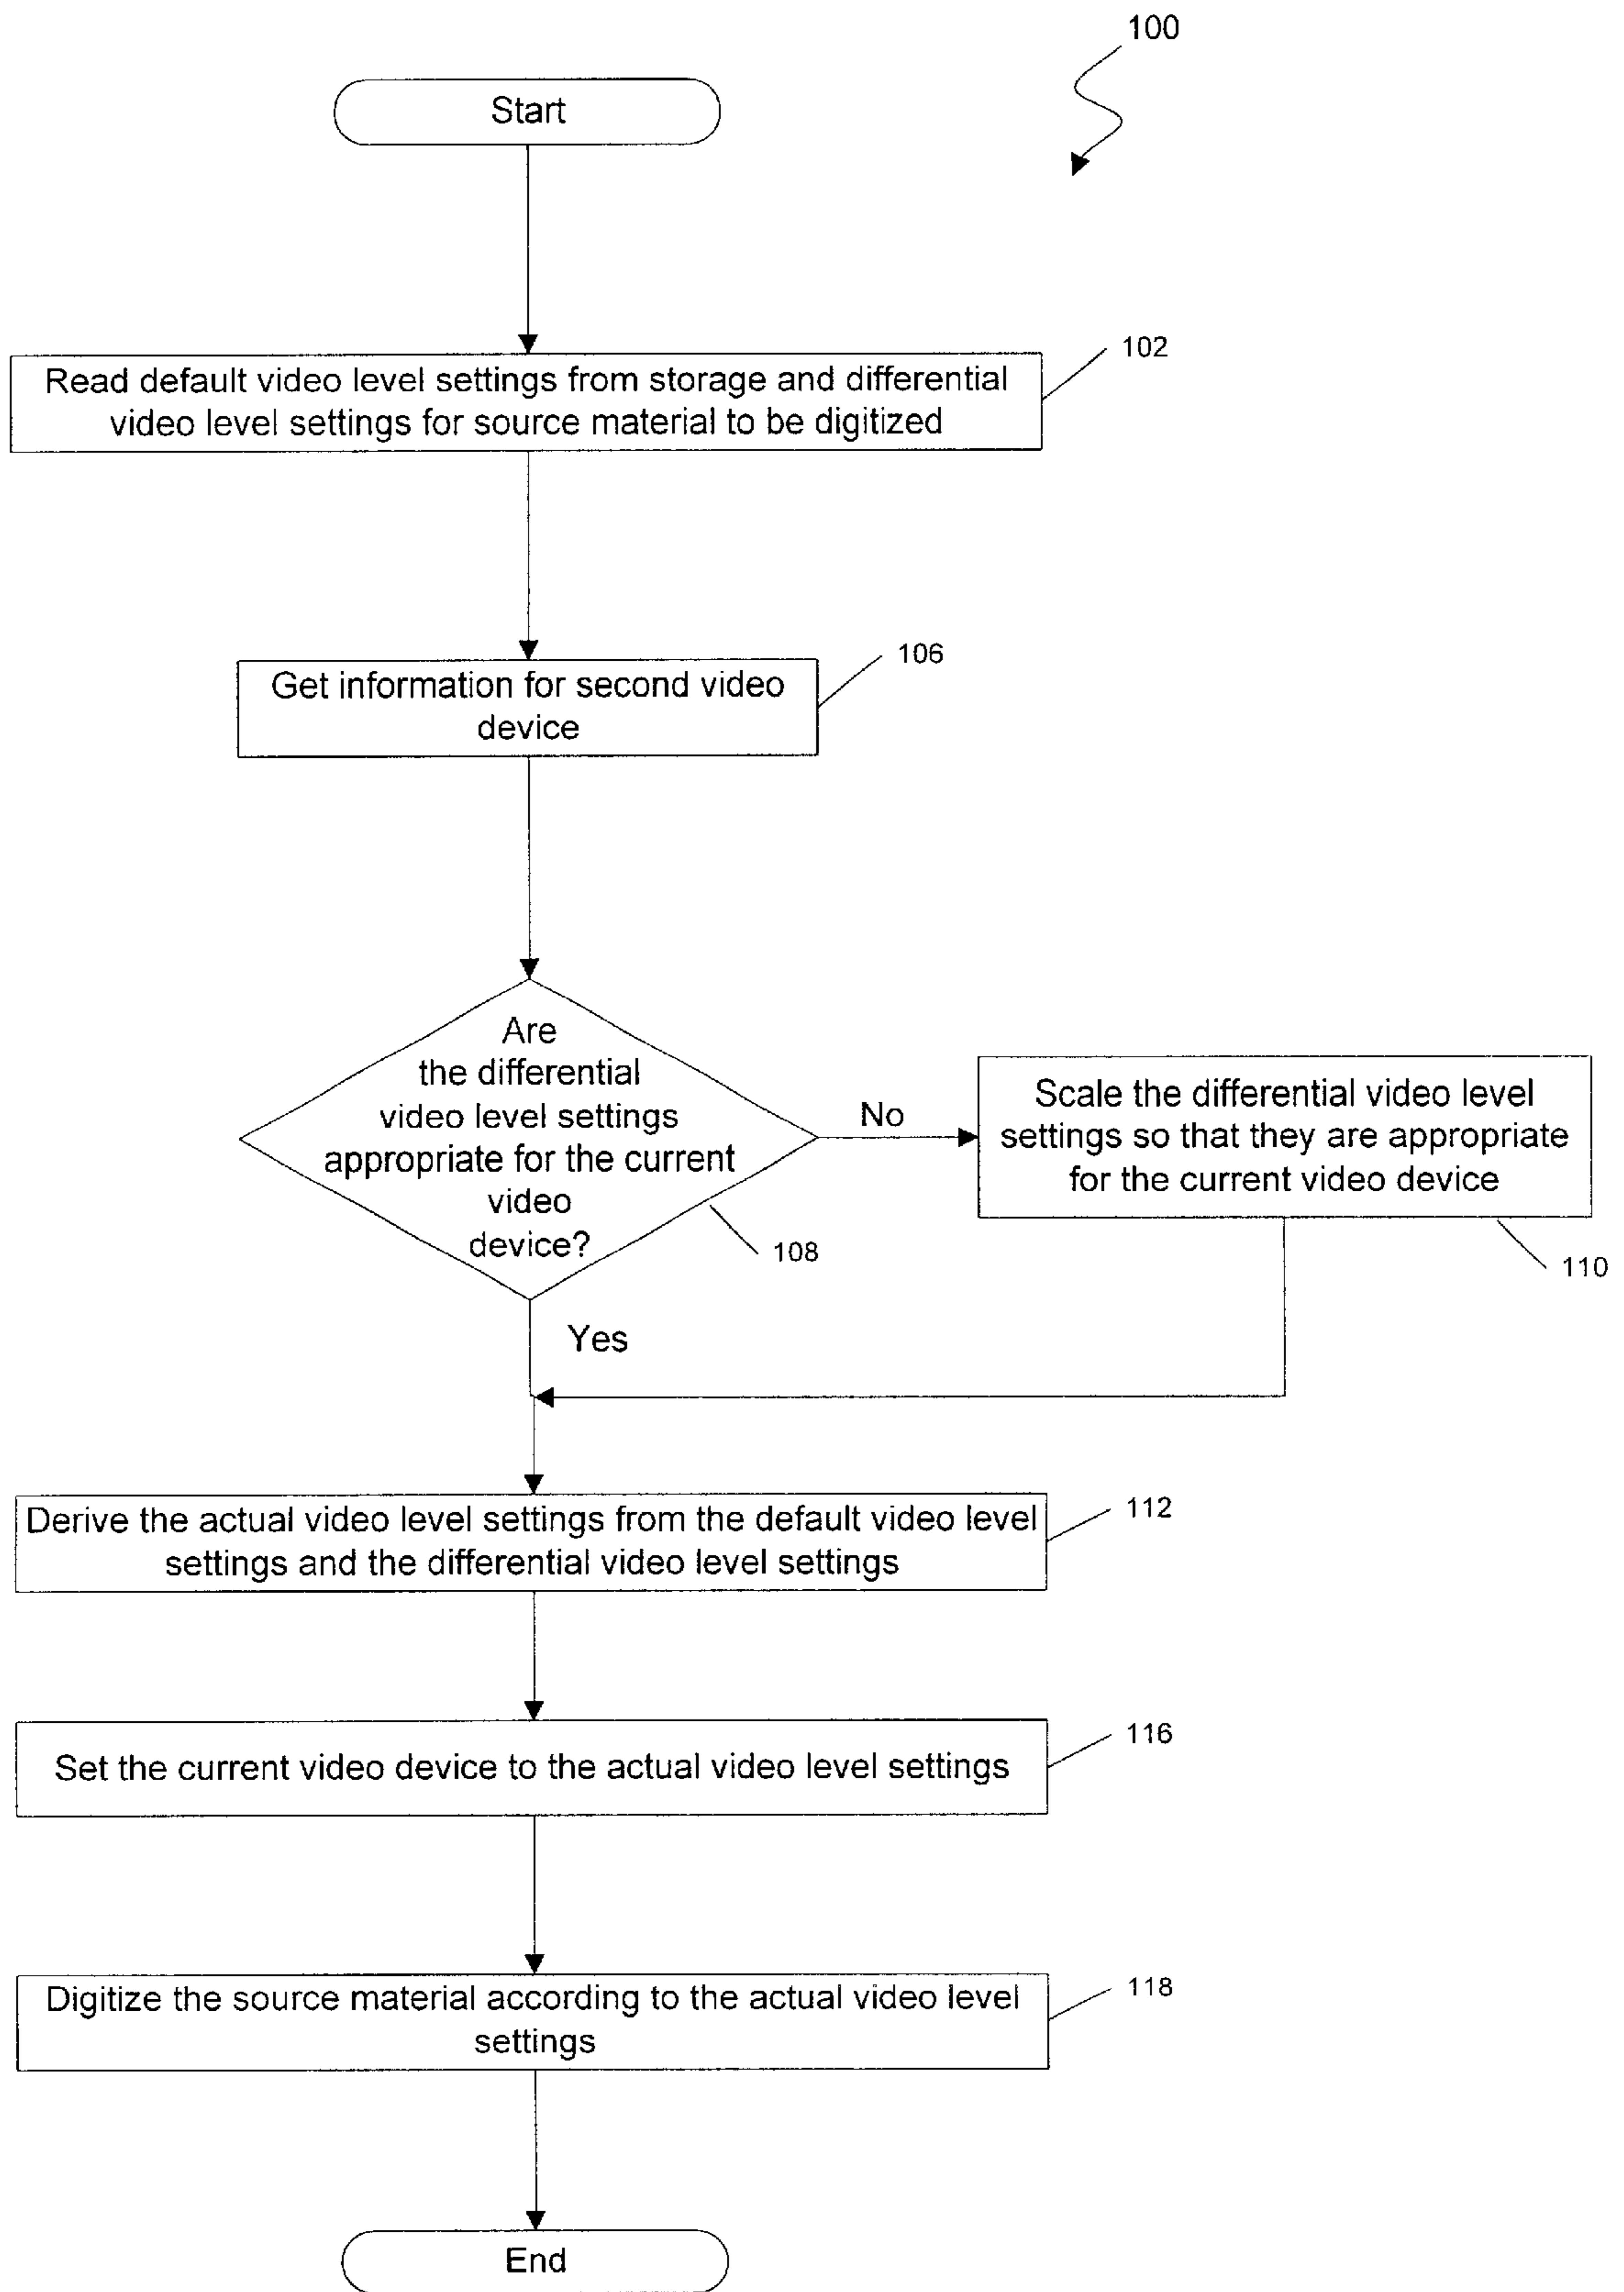 100
Start
102
Read default video level settings from storage and differential
video level settings for source material to be digitized
106
Get information for second video
device
Are
the differential
video level settings
appropriate for the current
video
device?
108
No
Scale the differential video level
settings so that they are appropriate
for the current video device
110
Yes
112
Derive the actual video level settings from the default video level
settings and the differential video level settings
116
Set the current video device to the actual video level settings
118
Digitize the source material according to the actual video level
settings
End